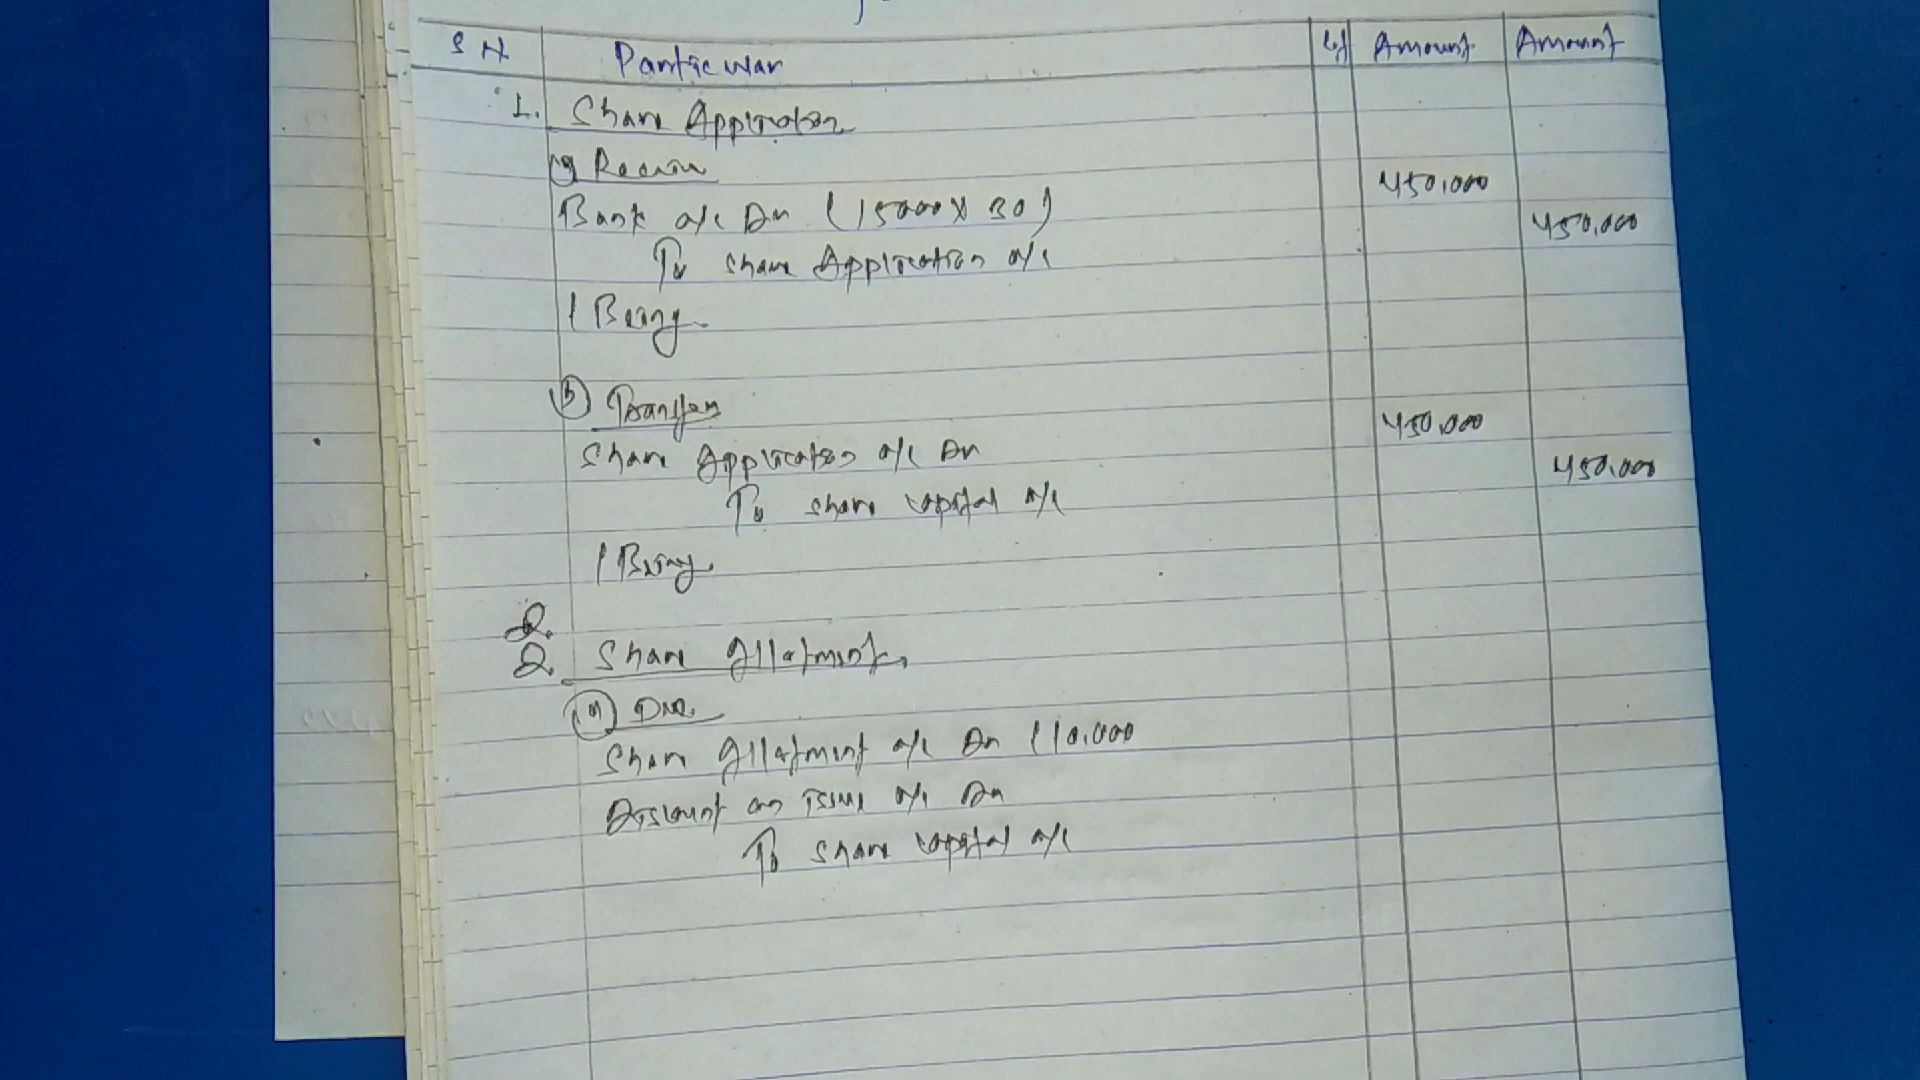 S N Particular L.f Amount Amount
1. Share Application
(a) Receive
Bank a/c Dr (15000 x 30) 450,000
To share Application a/c 450,000
( Being
(b) Transfer
Share Application a/c Dr 450,000
To share capital a/c 450,000
( Being
2.
2. Share Allotment
(a) Due
Share Allotment a/c Dr (10,000
Discount on issue a/c Dr
To share capital a/c